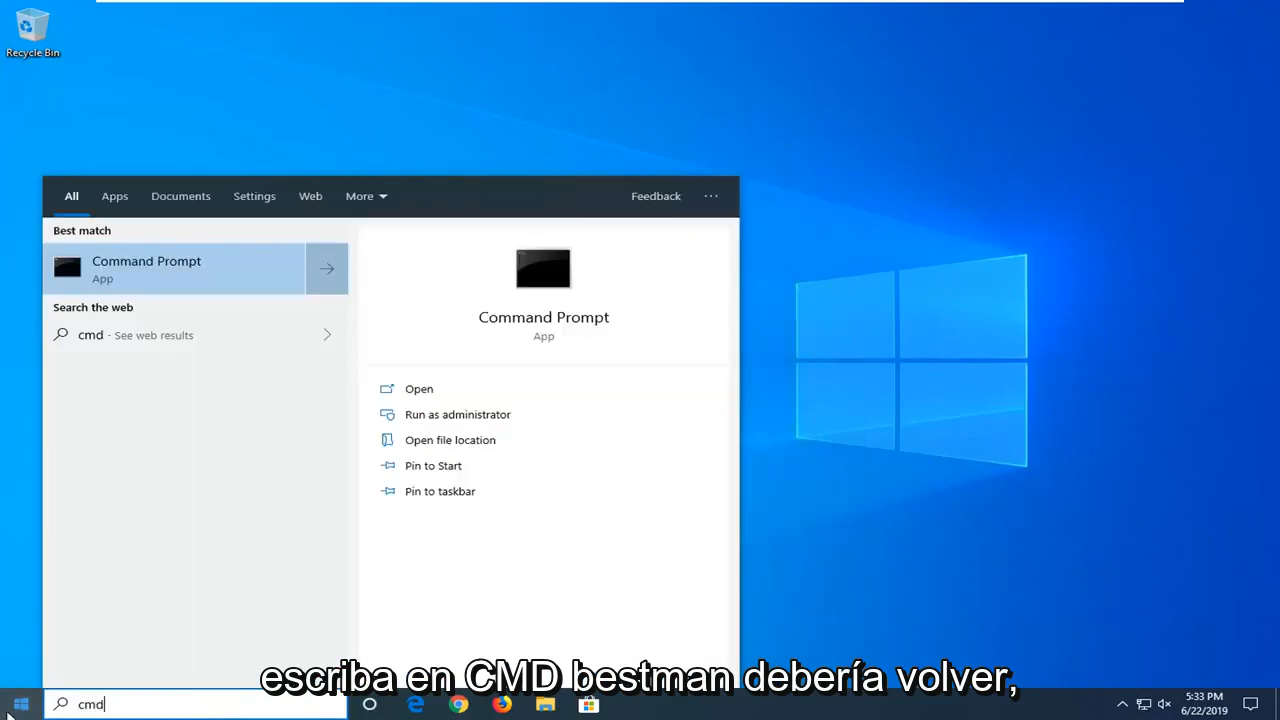 Recycle Bin
All Apps Documents Settings Web More Feedback ...
Best match
Command Prompt
App
Search the web
cmd - See web results
Command Prompt
App
Open
Run as administrator
Open file location
Pin to Start
Pin to taskbar
escriba en CMD bestman debería volver,
cmd
5:33 PM
6/22/2019